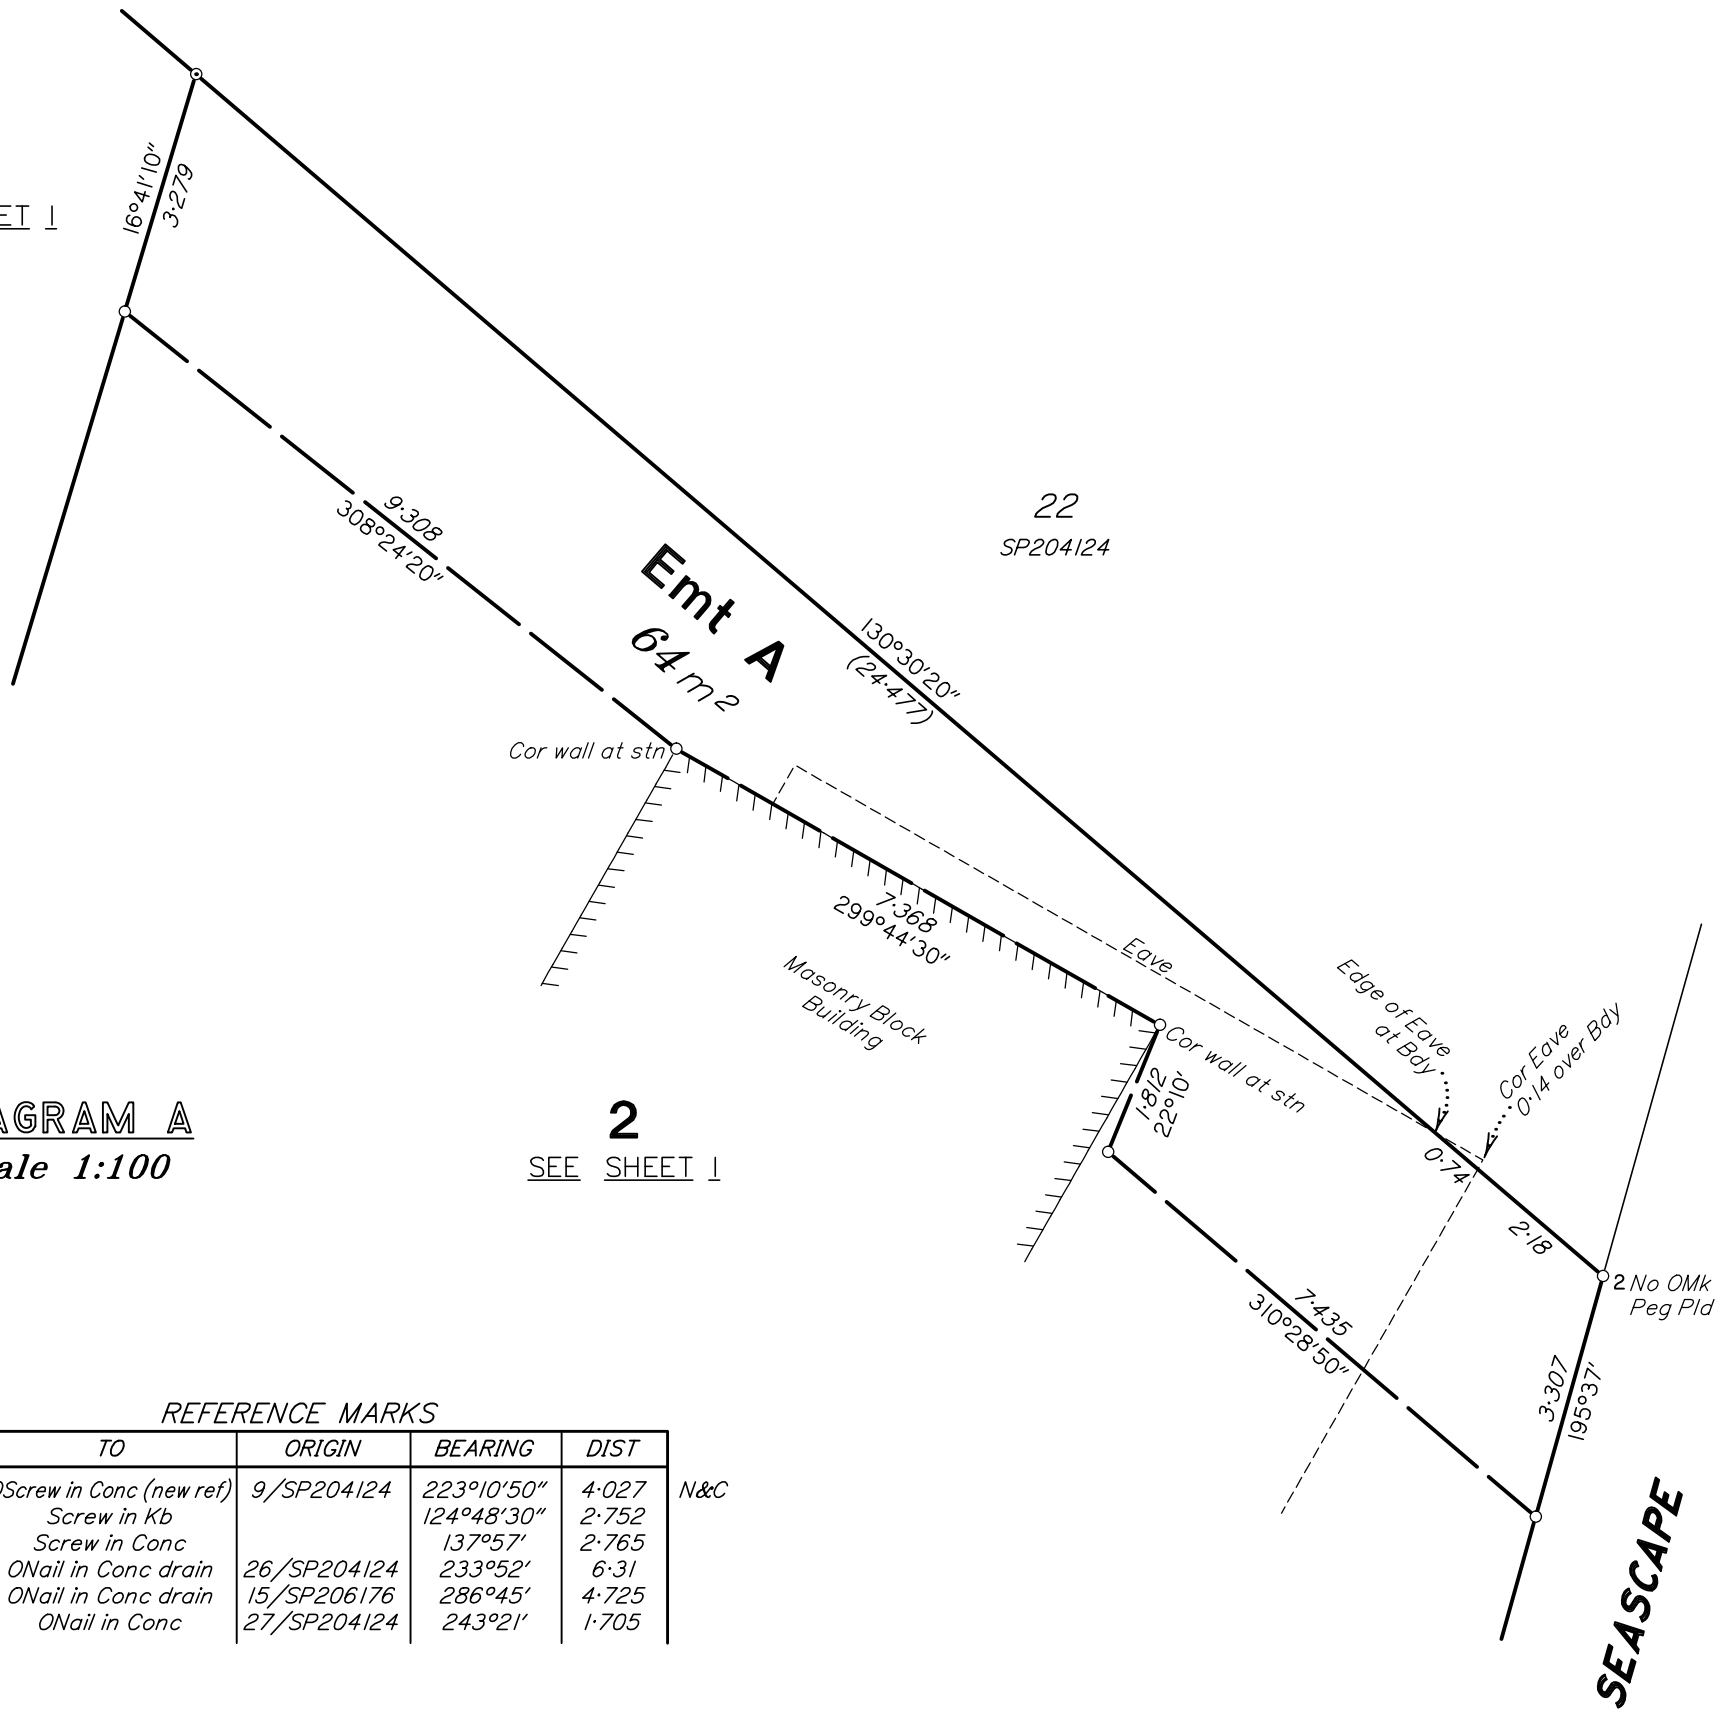 16°41'10"
3·279
ET 1
9·308
308°24'20"
Emt A
64m²
22
SP204124
130°30'20"
(24·477)
Cor wall at stn
7·368
299°44'30"
Masonry Block
Building
Eave
Edge of Eave
at Bdy
Cor Eave
0·14 over Bdy
Cor wall at stn
1·812
22°10'
0·74
2·18
2 No OMk
Peg Pld
AGRAM A
ale 1:100
2
SEE SHEET 1
7·435
310°28'50"
3·307
195°37'
SEASCAPE
REFERENCE MARKS
TO ORIGIN BEARING DIST
OScrew in Conc (new ref) 9/SP204124 223°10'50" 4·027 N&C
Screw in Kb 124°48'30" 2·752
Screw in Conc 137°57' 2·765
ONail in Conc drain 26/SP204124 233°52' 6·31
ONail in Conc drain 15/SP206176 286°45' 4·725
ONail in Conc 27/SP204124 243°21' 1·705